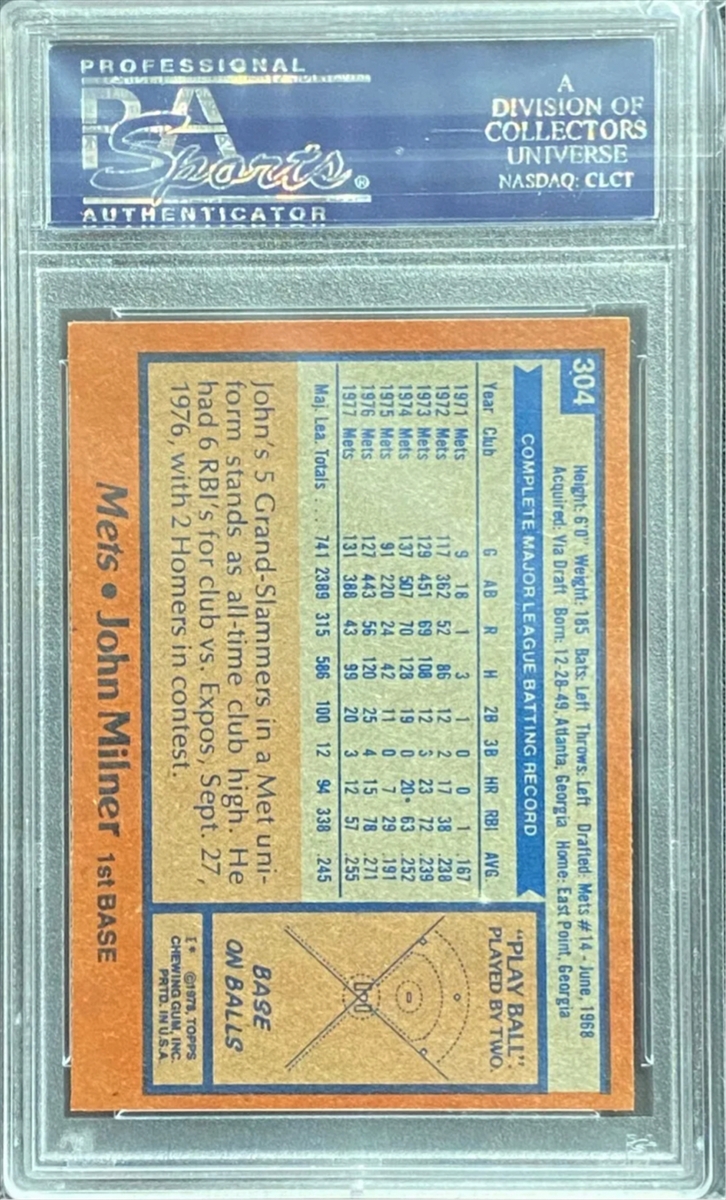 PROFESSIONAL
PSA
Sports®
AUTHENTICATOR
A
DIVISION OF
COLLECTORS
UNIVERSE
NASDAQ: CLCT
304
Height: 6'0" Weight: 185 Bats: Left Throws: Left Drafted: Mets #14 - June, 1968
Acquired: Via Draft Born: 12-28-49, Atlanta, Georgia Home: East Point, Georgia
COMPLETE MAJOR LEAGUE BATTING RECORD
Year Club G AB R H 2B 3B HR RBI AVG.
1971 Mets 9 18 1 3 1 0 0 1 .167
1972 Mets 117 362 52 86 12 2 17 38 .238
1973 Mets 129 451 69 108 12 3 23 72 .239
1974 Mets 137 507 70 128 19 0 20* 63 .252
1975 Mets 91 220 24 42 11 0 7 29 .191
1976 Mets 127 443 56 120 25 4 15 78 .271
1977 Mets 131 388 43 99 20 3 12 57 .255
Maj. Lea. Totals ... 741 2389 315 586 100 12 94 338 .245
John's 5 Grand-Slammers in a Met uni-
form stands as all-time club high. He
had 6 RBI's for club vs. Expos, Sept. 27,
1976, with 2 Homers in contest.
"PLAY BALL".
PLAYED BY TWO.
BASE
ON BALLS
I* ©1978, TOPPS
CHEWING GUM, INC.
PRTD. IN U.S.A.
Mets • John Milner 1st BASE